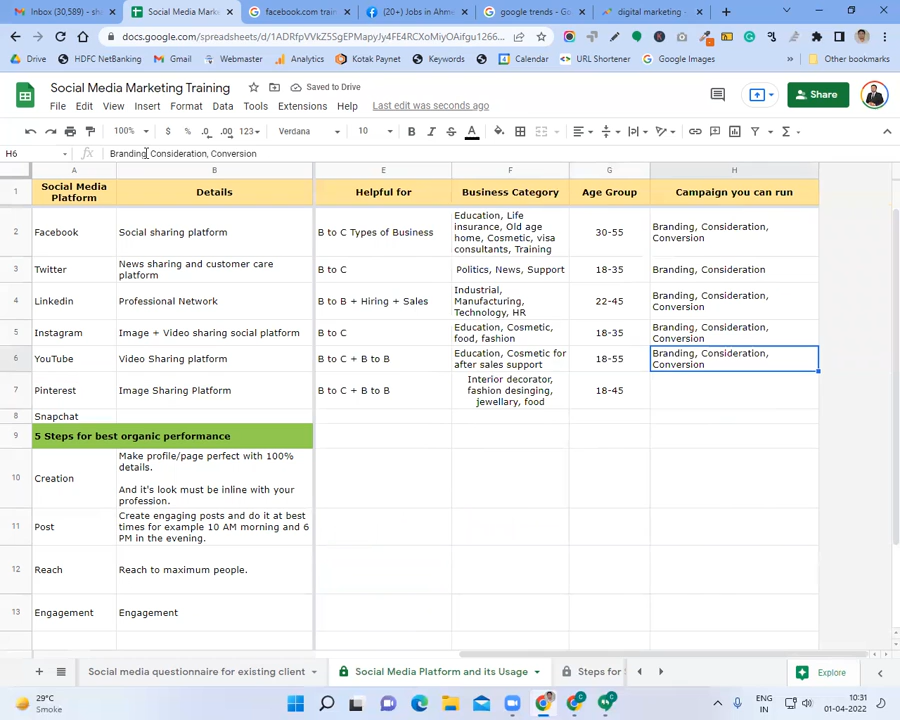 Inbox (30,589) - 
Social Media Mark
facebook.com train
(20+) Jobs in Ahme
google trends - Go
digital marketing -
docs.google.com/spreadsheets/d/1ADRfpVVkZ5SgEPMapyJy4FE4RCXoMIyOAifgu1266...
Drive
HDFC NetBanking
Gmail
Webmaster
Analytics
Kotak Paynet
Keywords
Calendar
URL Shortener
Google Images
»
Other bookmarks
Social Media Marketing Training
Saved to Drive
File Edit View Insert Format Data Tools Extensions Help Last edit was seconds ago
Share
100% $ % .0 .00 123 Verdana 10 B I S A
H6 fx Branding, Consideration, Conversion
A B E F G H
1 Social Media Platform Details Helpful for Business Category Age Group Campaign you can run
2 Facebook Social sharing platform B to C Types of Business Education, Life insurance, Old age home, Cosmetic, visa consultants, Training 30-55 Branding, Consideration, Conversion
3 Twitter News sharing and customer care platform B to C Politics, News, Support 18-35 Branding, Consideration
4 Linkedin Professional Network B to B + Hiring + Sales Industrial, Manufacturing, Technology, HR 22-45 Branding, Consideration, Conversion
5 Instagram Image + Video sharing social platform B to C Education, Cosmetic, food, fashion 18-35 Branding, Consideration, Conversion
6 YouTube Video Sharing platform B to C + B to B Education, Cosmetic for after sales support 18-55 Branding, Consideration, Conversion
7 Pinterest Image Sharing Platform B to C + B to B Interior decorator, fashion desinging, jewellary, food 18-45
8 Snapchat
9 5 Steps for best organic performance
10 Creation Make profile/page perfect with 100% details.
And it's look must be inline with your profession.
11 Post Create engaging posts and do it at best times for example 10 AM morning and 6 PM in the evening.
12 Reach Reach to maximum people.
13 Engagement Engagement
Social media questionnaire for existing client
Social Media Platform and its Usage
Steps for
Explore
29°C
Smoke
ENG
IN
10:31
01-04-2022